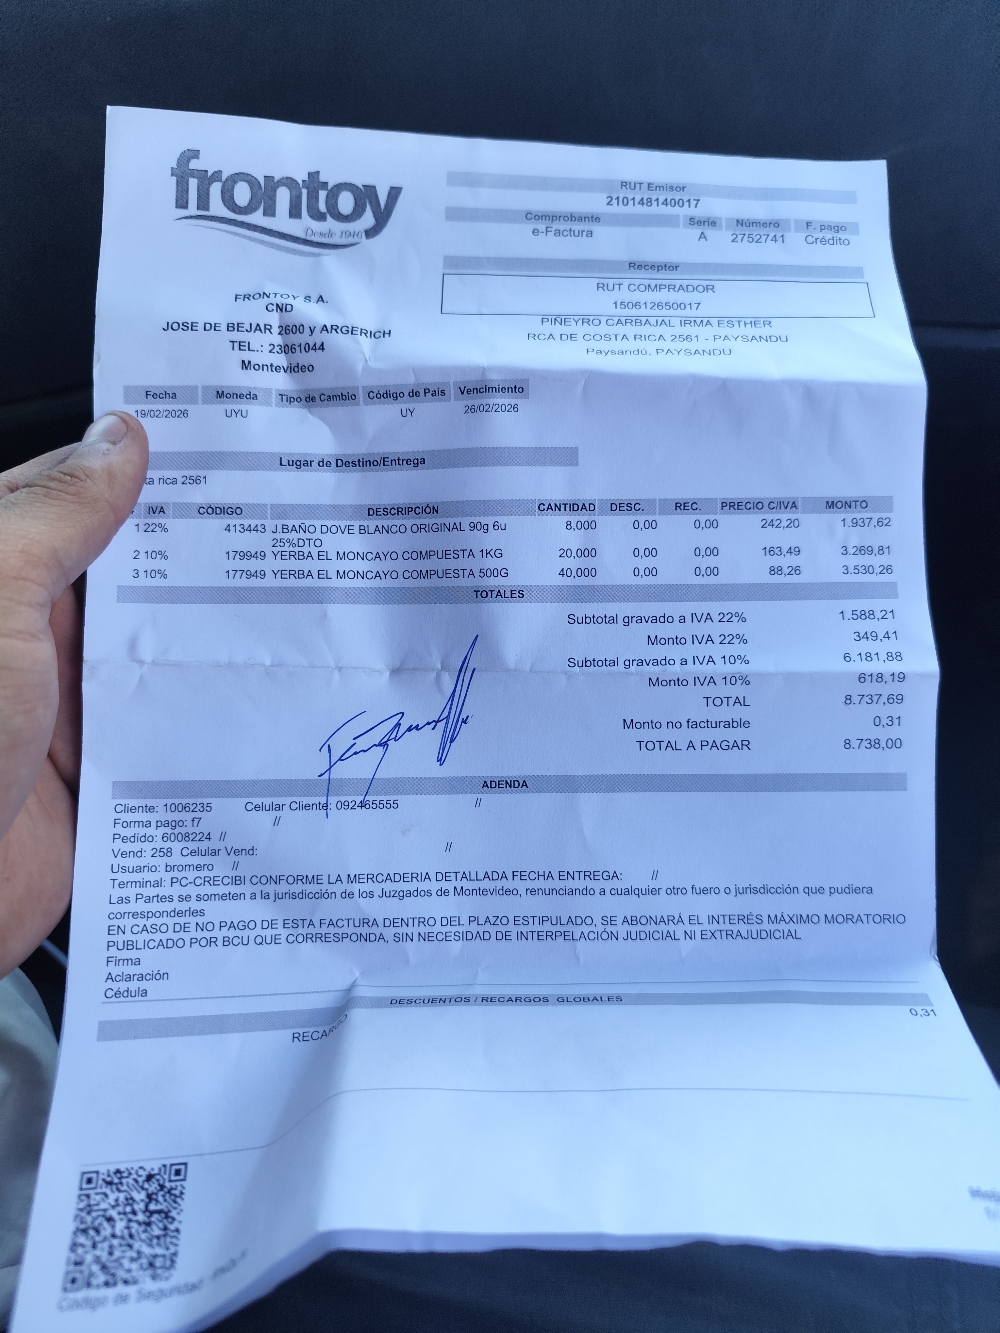 frontoy
Desde 1946
RUT Emisor
210148140017
Comprobante Serie Número F. pago
e-Factura A 2752741 Crédito
Receptor
RUT COMPRADOR
150612650017
PIÑEYRO CARBAJAL IRMA ESTHER
RCA DE COSTA RICA 2561 - PAYSANDU
Paysandú, PAYSANDU
FRONTOY S.A.
CND
JOSE DE BEJAR 2600 y ARGERICH
TEL.: 23061044
Montevideo
Fecha Moneda Tipo de Cambio Código de País Vencimiento
19/02/2026 UYU UY 26/02/2026
Lugar de Destino/Entrega
ta rica 2561
IVA CÓDIGO DESCRIPCIÓN CANTIDAD DESC. REC. PRECIO C/IVA MONTO
1 22% 413443 J.BAÑO DOVE BLANCO ORIGINAL 90g 6u 8,000 0,00 0,00 242,20 1.937,62
25%DTO
2 10% 179949 YERBA EL MONCAYO COMPUESTA 1KG 20,000 0,00 0,00 163,49 3.269,81
3 10% 177949 YERBA EL MONCAYO COMPUESTA 500G 40,000 0,00 0,00 88,26 3.530,26
TOTALES
Subtotal gravado a IVA 22% 1.588,21
Monto IVA 22% 349,41
Subtotal gravado a IVA 10% 6.181,88
Monto IVA 10% 618,19
TOTAL 8.737,69
Monto no facturable 0,31
TOTAL A PAGAR 8.738,00
ADENDA
Cliente: 1006235 Celular Cliente: 092465555 //
Forma pago: f7 //
Pedido: 6008224 //
Vend: 258 Celular Vend: //
Usuario: bromero //
Terminal: PC-CRECIBI CONFORME LA MERCADERIA DETALLADA FECHA ENTREGA: //
Las Partes se someten a la jurisdicción de los Juzgados de Montevideo, renunciando a cualquier otro fuero o jurisdicción que pudiera
corresponderles
EN CASO DE NO PAGO DE ESTA FACTURA DENTRO DEL PLAZO ESTIPULADO, SE ABONARÁ EL INTERÉS MÁXIMO MORATORIO
PUBLICADO POR BCU QUE CORRESPONDA, SIN NECESIDAD DE INTERPELACIÓN JUDICIAL NI EXTRAJUDICIAL
Firma
Aclaración
Cédula
DESCUENTOS / RECARGOS GLOBALES
RECARGO 0,31
Código de Seguridad